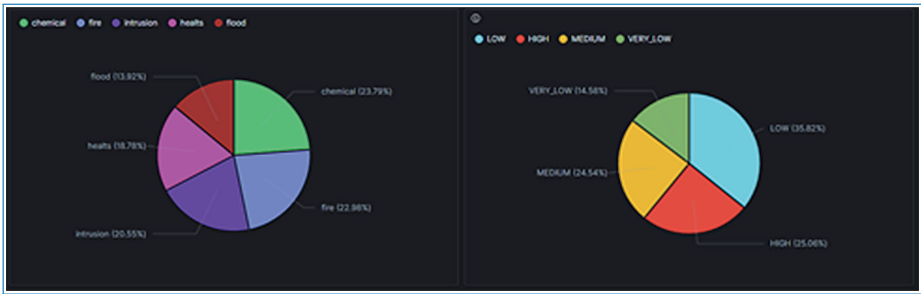 chemical fire intrusion healts flood
flood (13.92%)
chemical (23.79%)
healts (18.78%)
fire (22.98%)
intrusion (20.55%)
LOW HIGH MEDIUM VERY_LOW
VERY_LOW (14.58%)
LOW (35.82%)
MEDIUM (24.54%)
HIGH (25.06%)